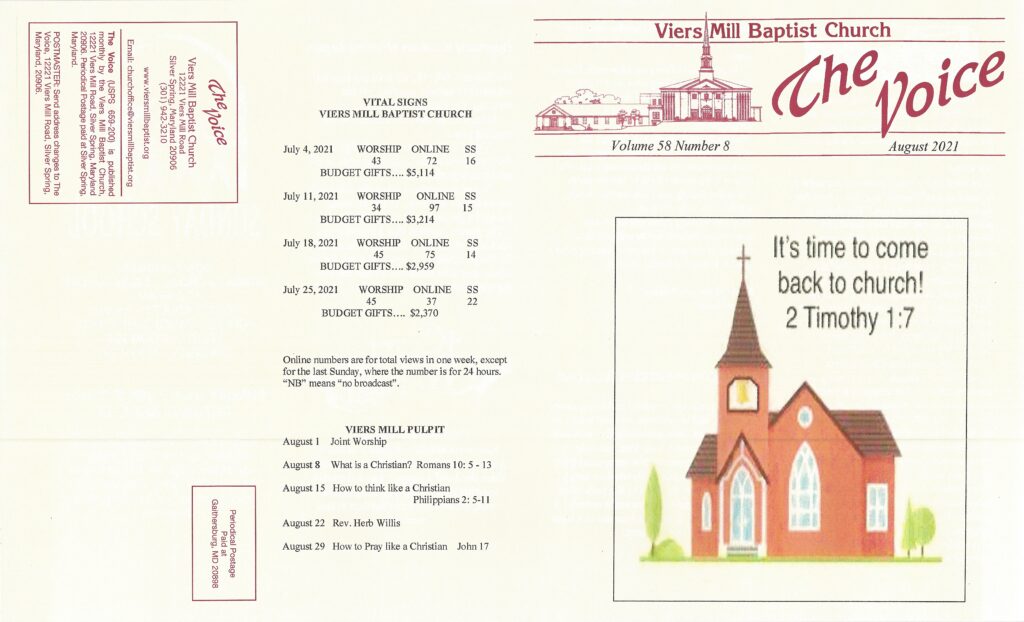 The Voice
Viers Mill Baptist Church
12221 Viers Mill Road
Silver Spring, Maryland 20906
(301) 942-3210
www.viersmillbaptist.org
Email: churchoffice@viersmillbaptist.org
The Voice (USPS 659-200) is published
monthly by the Viers Mill Baptist Church,
12221 Viers Mill Road, Silver Spring, Maryland
20906. Periodical Postage paid at Silver Spring,
Maryland.
POSTMASTER: Send address changes to The
Voice, 12221 Viers Mill Road, Silver Spring,
Maryland, 20906.
Periodical Postage
Paid at
Gaithersburg, MD 20898
VITAL SIGNS
VIERS MILL BAPTIST CHURCH
July 4, 2021 WORSHIP ONLINE SS
43 72 16
BUDGET GIFTS…. $5,114
July 11, 2021 WORSHIP ONLINE SS
34 97 15
BUDGET GIFTS…. $3,214
July 18, 2021 WORSHIP ONLINE SS
45 75 14
BUDGET GIFTS…. $2,959
July 25, 2021 WORSHIP ONLINE SS
45 37 22
BUDGET GIFTS…. $2,370
Online numbers are for total views in one week, except
for the last Sunday, where the number is for 24 hours.
“NB” means “no broadcast”.
VIERS MILL PULPIT
August 1 Joint Worship
August 8 What is a Christian? Romans 10: 5 - 13
August 15 How to think like a Christian
Philippians 2: 5-11
August 22 Rev. Herb Willis
August 29 How to Pray like a Christian John 17
Viers Mill Baptist Church
The Voice
Volume 58 Number 8 August 2021
It's time to come
back to church!
2 Timothy 1:7